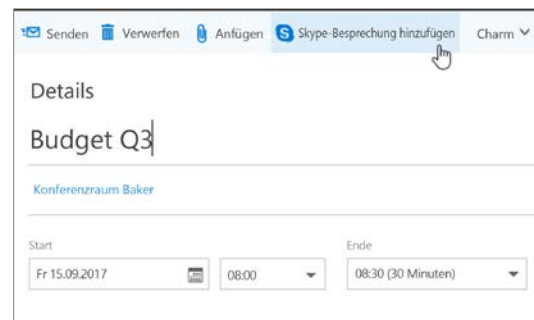 Senden Verwerfen Anfügen Skype-Besprechung hinzufügen Charm
Details
Budget Q3
Konferenzraum Baker
Start Ende
Fr 15.09.2017 08:00 08:30 (30 Minuten)